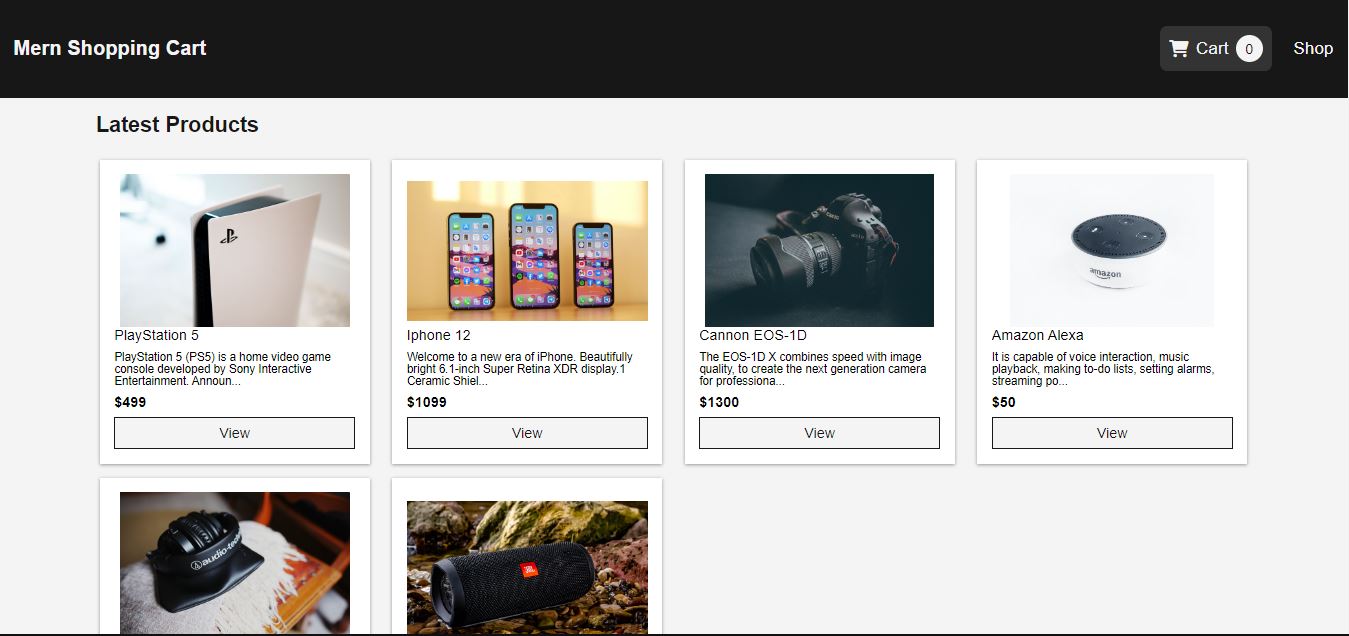 Mern Shopping Cart
Cart 0 Shop
Latest Products
PlayStation 5
PlayStation 5 (PS5) is a home video game
console developed by Sony Interactive
Entertainment. Announ...
$499
View
Iphone 12
Welcome to a new era of iPhone. Beautifully
bright 6.1-inch Super Retina XDR display.1
Ceramic Shiel...
$1099
View
Cannon EOS-1D
The EOS-1D X combines speed with image
quality, to create the next generation camera
for professiona...
$1300
View
amazon
Amazon Alexa
It is capable of voice interaction, music
playback, making to-do lists, setting alarms,
streaming po...
$50
View
audio-tech
JBL